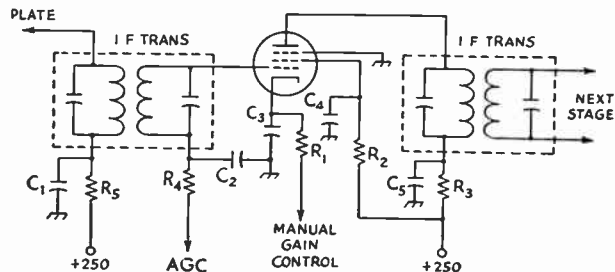 PLATE
I F TRANS
I F TRANS
NEXT
STAGE
C3
C4
R1
R2
C1
R5
R4
C2
C5
R3
+250
AGC
MANUAL
GAIN
CONTROL
+250